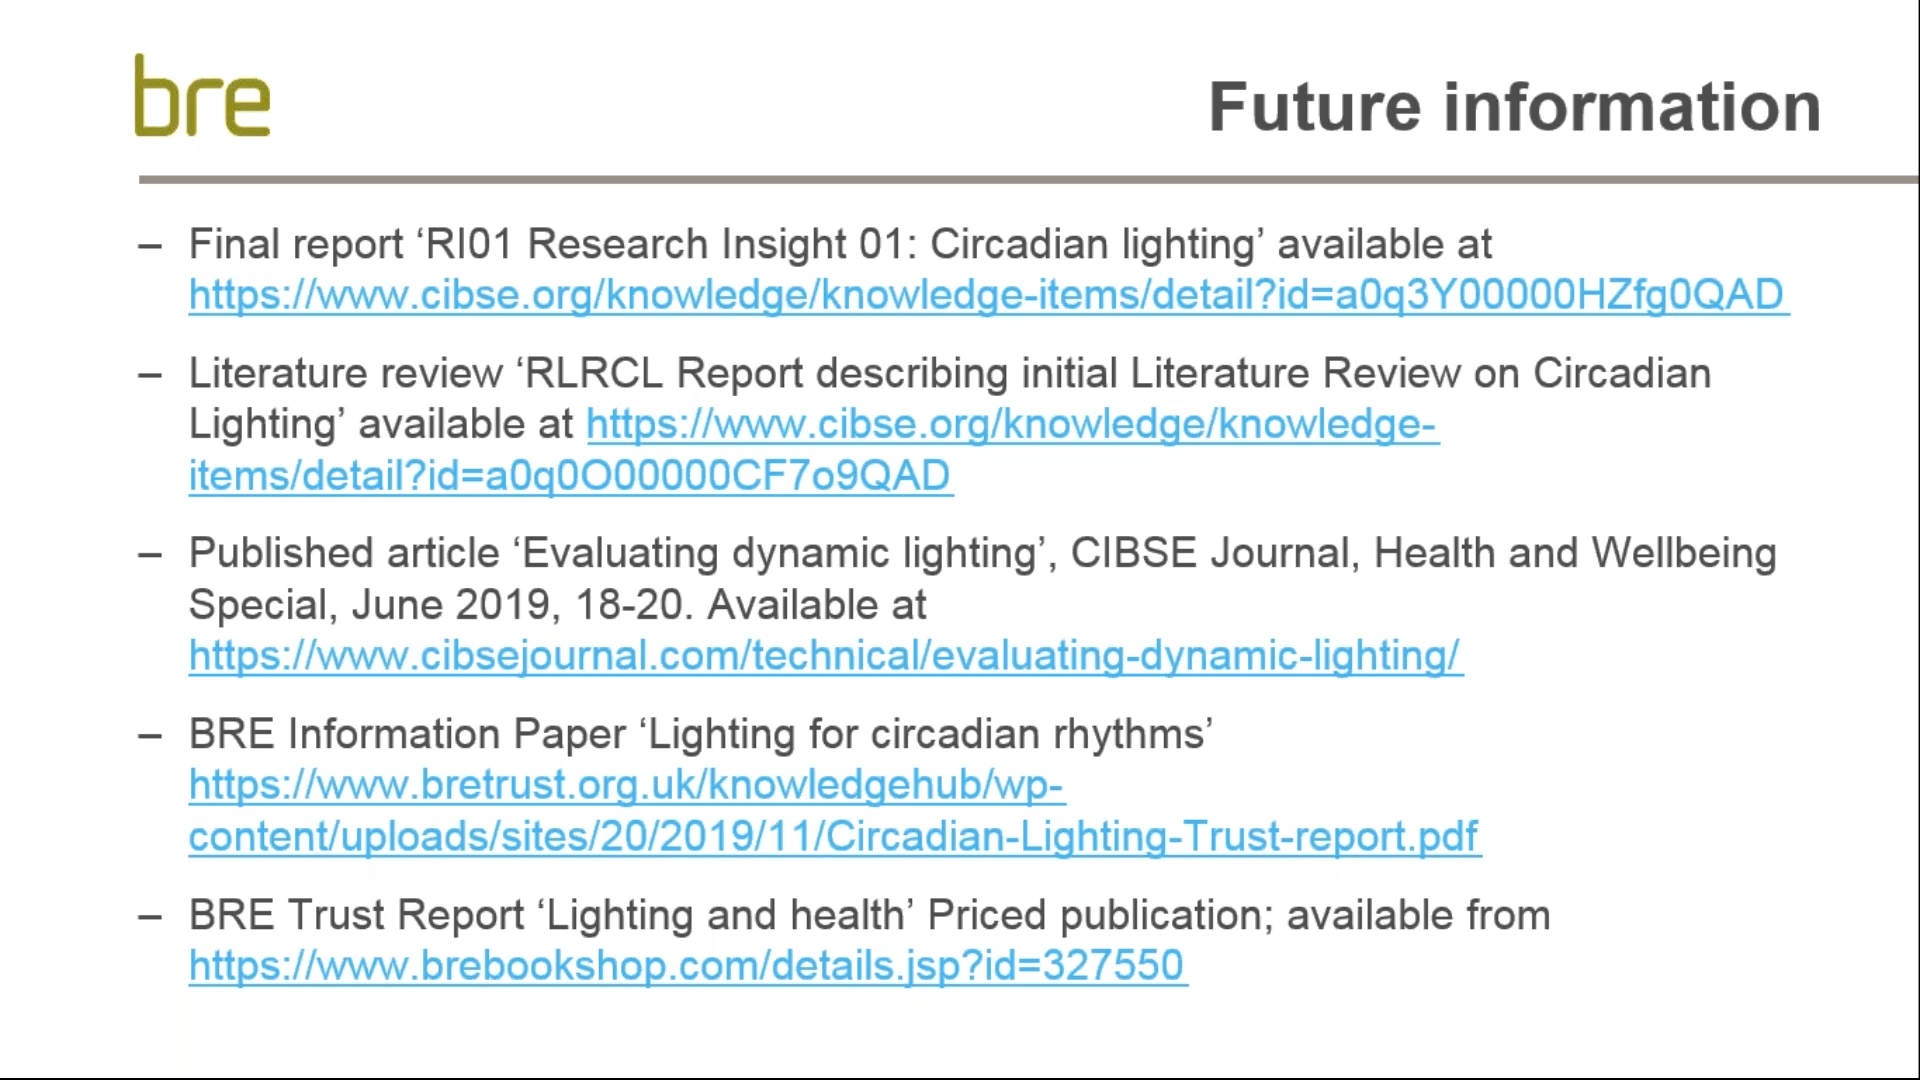 bre
Future information
– Final report ‘RI01 Research Insight 01: Circadian lighting’ available at
https://www.cibse.org/knowledge/knowledge-items/detail?id=a0q3Y00000HZfg0QAD
– Literature review ‘RLRCL Report describing initial Literature Review on Circadian
Lighting’ available at https://www.cibse.org/knowledge/knowledge-
items/detail?id=a0q0O00000CF7o9QAD
– Published article ‘Evaluating dynamic lighting’, CIBSE Journal, Health and Wellbeing
Special, June 2019, 18-20. Available at
https://www.cibsejournal.com/technical/evaluating-dynamic-lighting/
– BRE Information Paper ‘Lighting for circadian rhythms’
https://www.bretrust.org.uk/knowledgehub/wp-
content/uploads/sites/20/2019/11/Circadian-Lighting-Trust-report.pdf
– BRE Trust Report ‘Lighting and health’ Priced publication; available from
https://www.brebookshop.com/details.jsp?id=327550